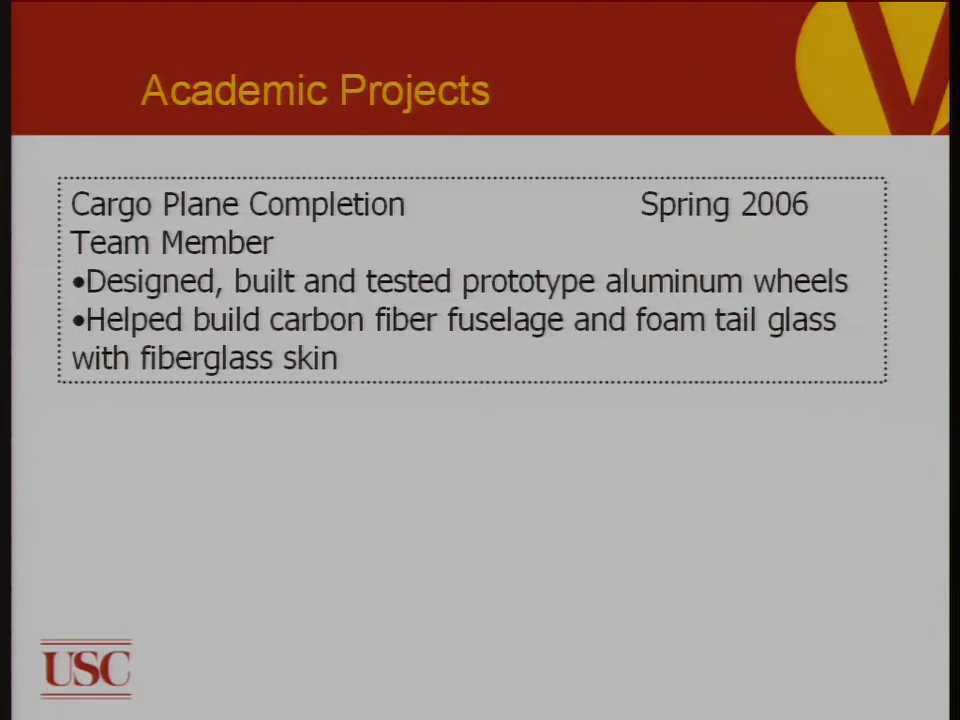 Academic Projects
Cargo Plane Completion Spring 2006
Team Member
•Designed, built and tested prototype aluminum wheels
•Helped build carbon fiber fuselage and foam tail glass
with fiberglass skin
USC